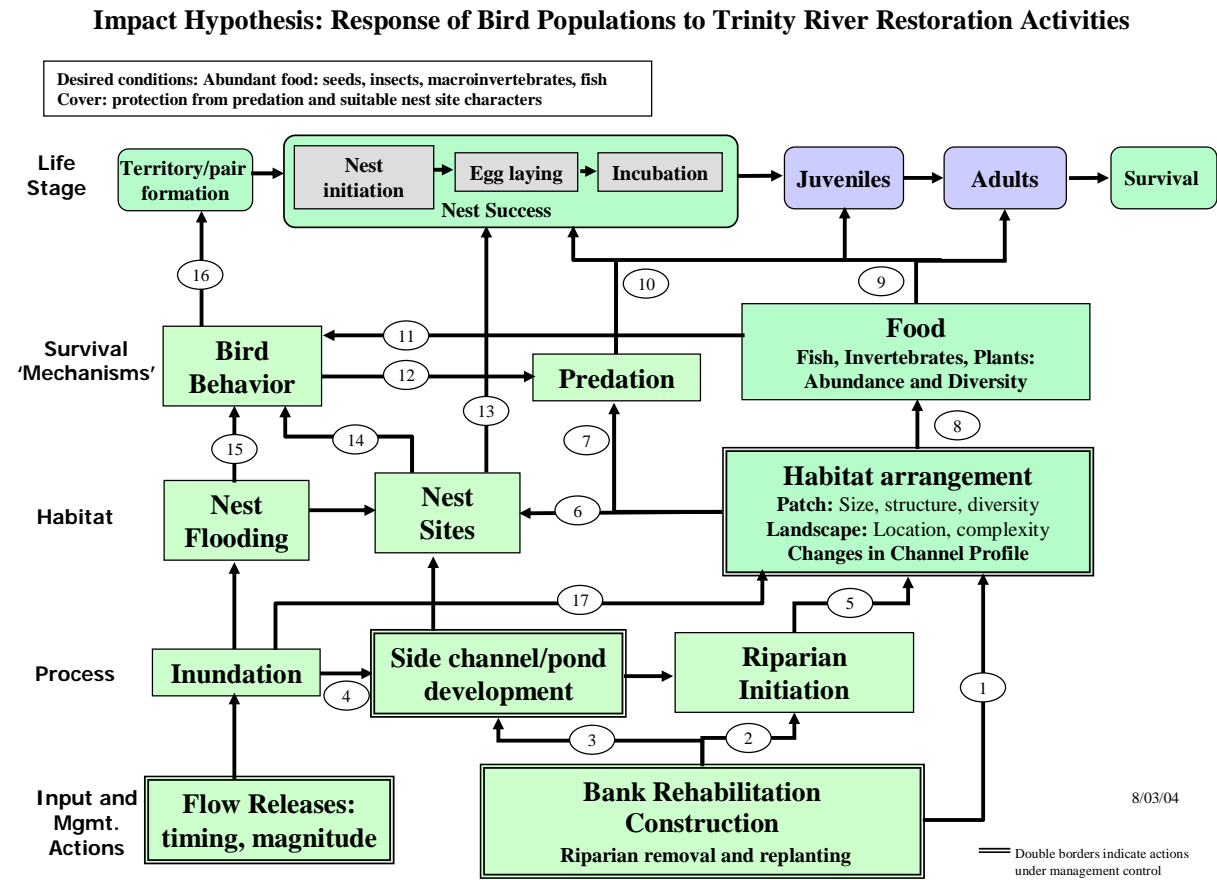 Impact Hypothesis: Response of Bird Populations to Trinity River Restoration Activities
Desired conditions: Abundant food: seeds, insects, macroinvertebrates, fish
Cover: protection from predation and suitable nest site characters
Life
Stage
Territory/pair
formation
Nest
initiation
Egg laying
Incubation
Nest Success
Juveniles
Adults
Survival
16
10
9
Survival
'Mechanisms'
Bird
Behavior
11
12
Predation
Food
Fish, Invertebrates, Plants:
Abundance and Diversity
13
15
14
7
8
Habitat
Nest
Flooding
Nest
Sites
6
Habitat arrangement
Patch: Size, structure, diversity
Landscape: Location, complexity
Changes in Channel Profile
17
5
Process
Inundation
4
Side channel/pond
development
Riparian
Initiation
1
3
2
Input and
Mgmt.
Actions
Flow Releases:
timing, magnitude
Bank Rehabilitation
Construction
Riparian removal and replanting
8/03/04
Double borders indicate actions
under management control